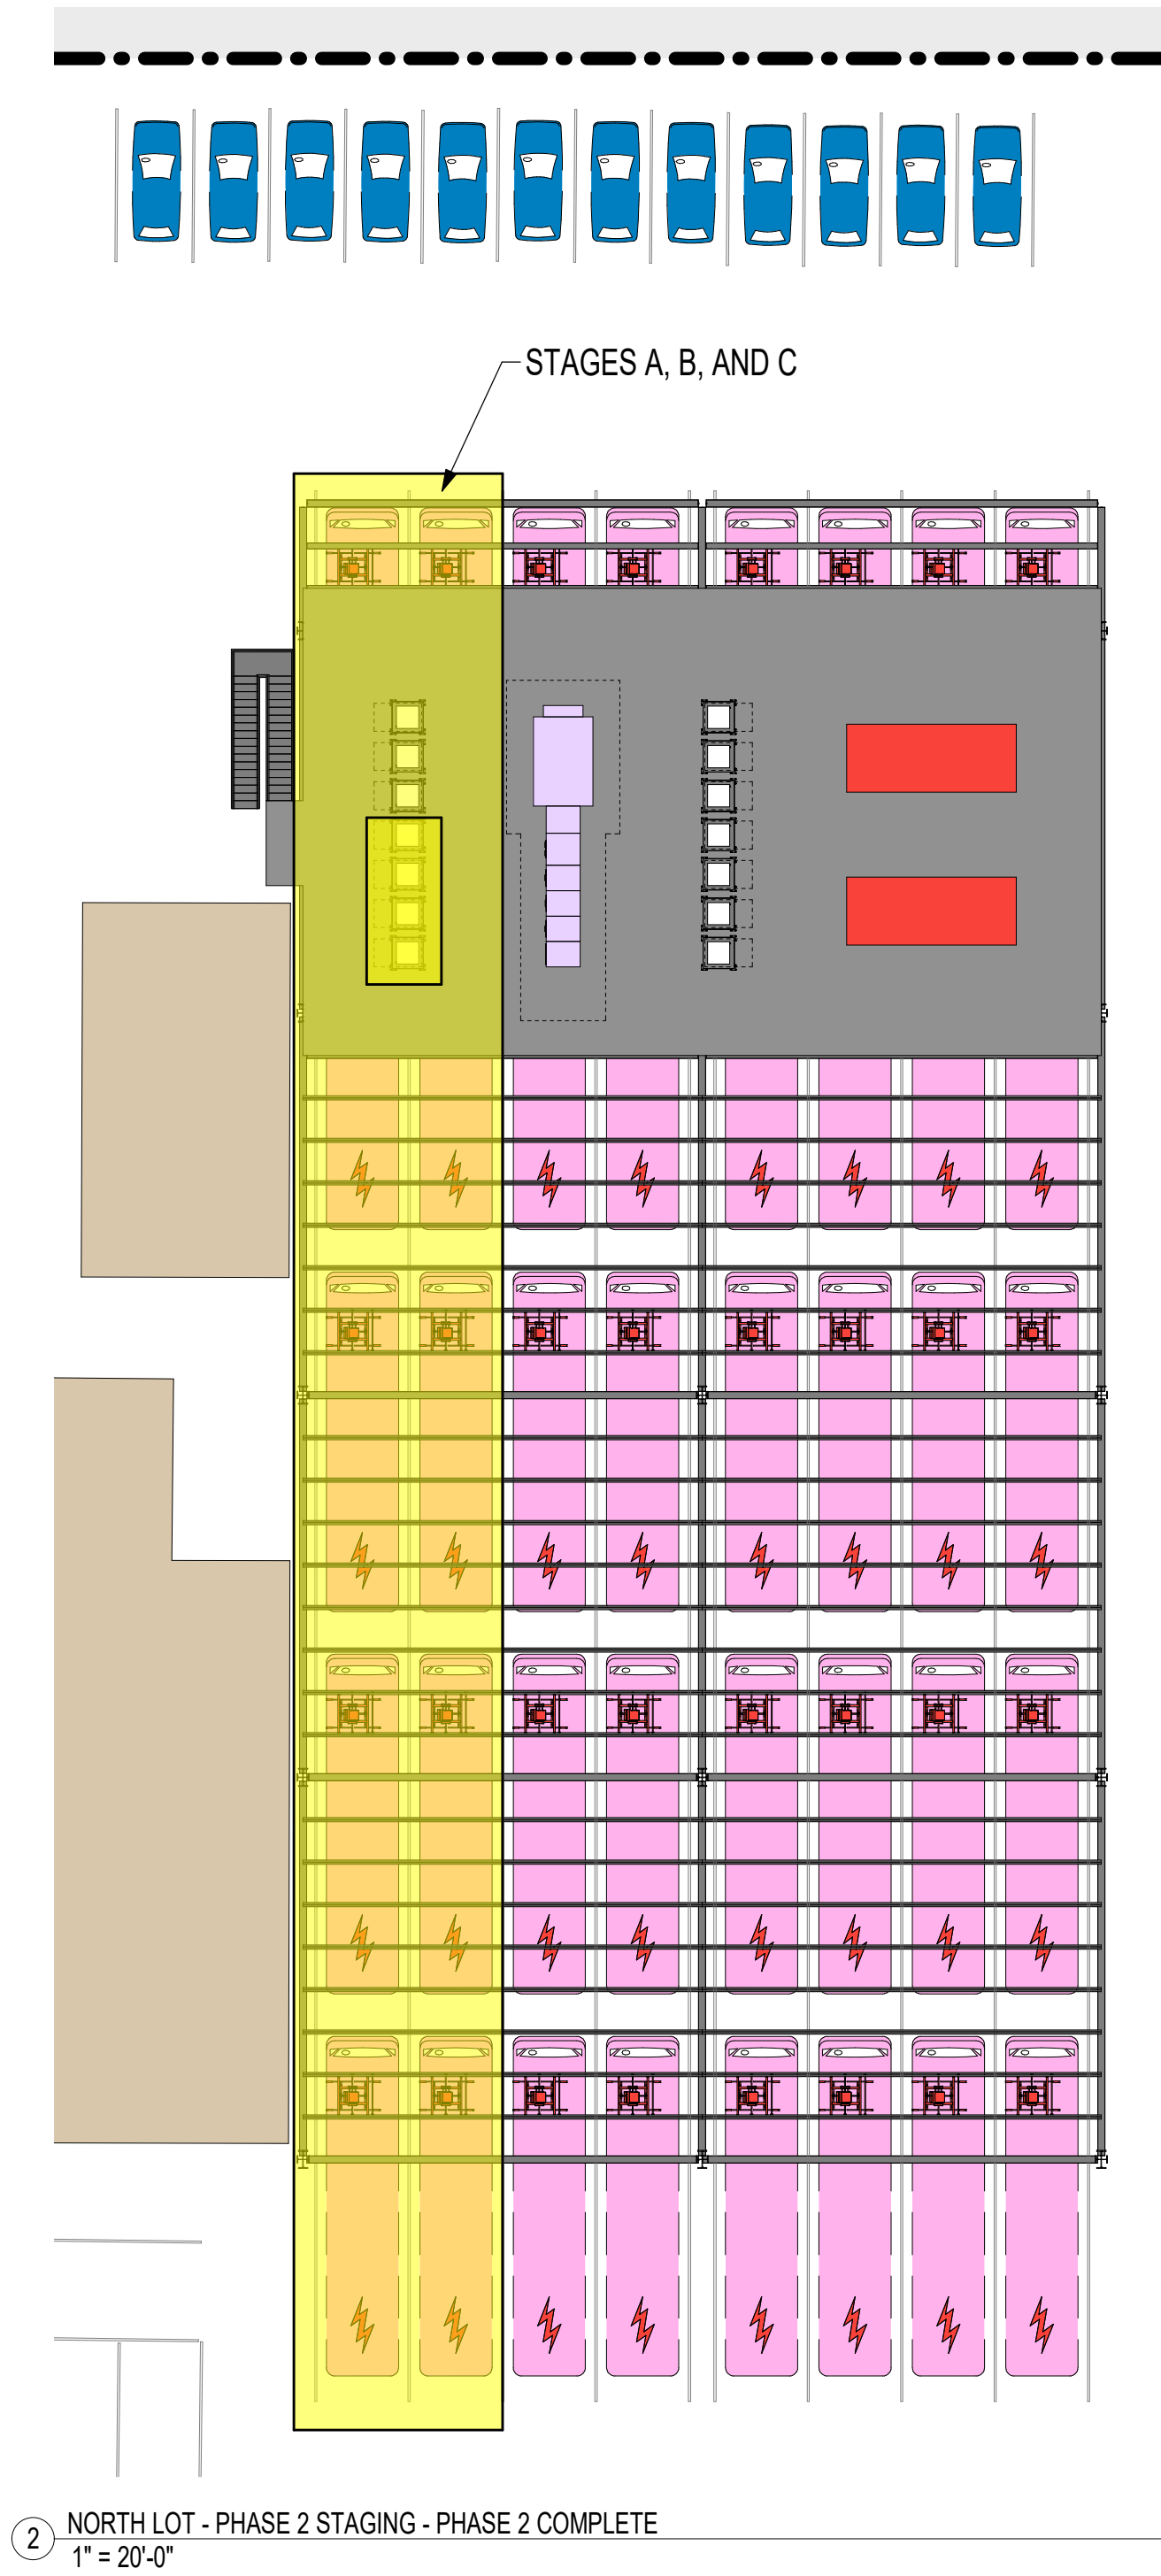 STAGES A, B, AND C
2
NORTH LOT - PHASE 2 STAGING - PHASE 2 COMPLETE
1" = 20'-0"